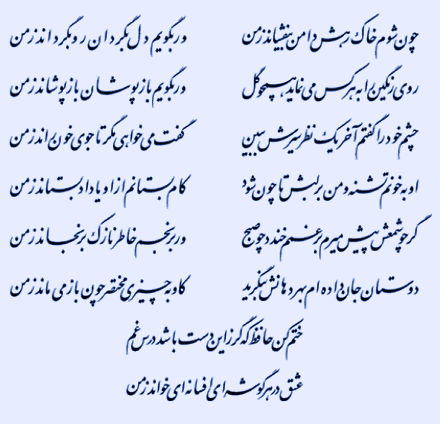 چون شوم خاک رهش دامن بیفشاند ز من ور بگویم دل بگردان رو بگرداند ز من
روی رنگین را به هر کس می‌نماید همچو گل ور بگویم بازپوشان بازپوشاند ز من
چشم خود را گفتم آخر یک نظر سیرش ببین گفت می‌خواهی مگر تا جوی خون راند ز من
او به خونم تشنه و من بر لبش تا چون شود کام بستانم از او یا داد بستاند ز من
گر چو شمعش پیش میرم بر غمم خندد چو صبح ور برنجم خاطر نازک برنجاند ز من
دوستان جان داده‌ام بهر دهانش بنگرید کاو به چیزی مختصر چون باز می‌ماند ز من
ختم کن حافظ که گر زین دست باشد درس غم
عشق در هر گوشه‌ای افسانه‌ای خواند ز من